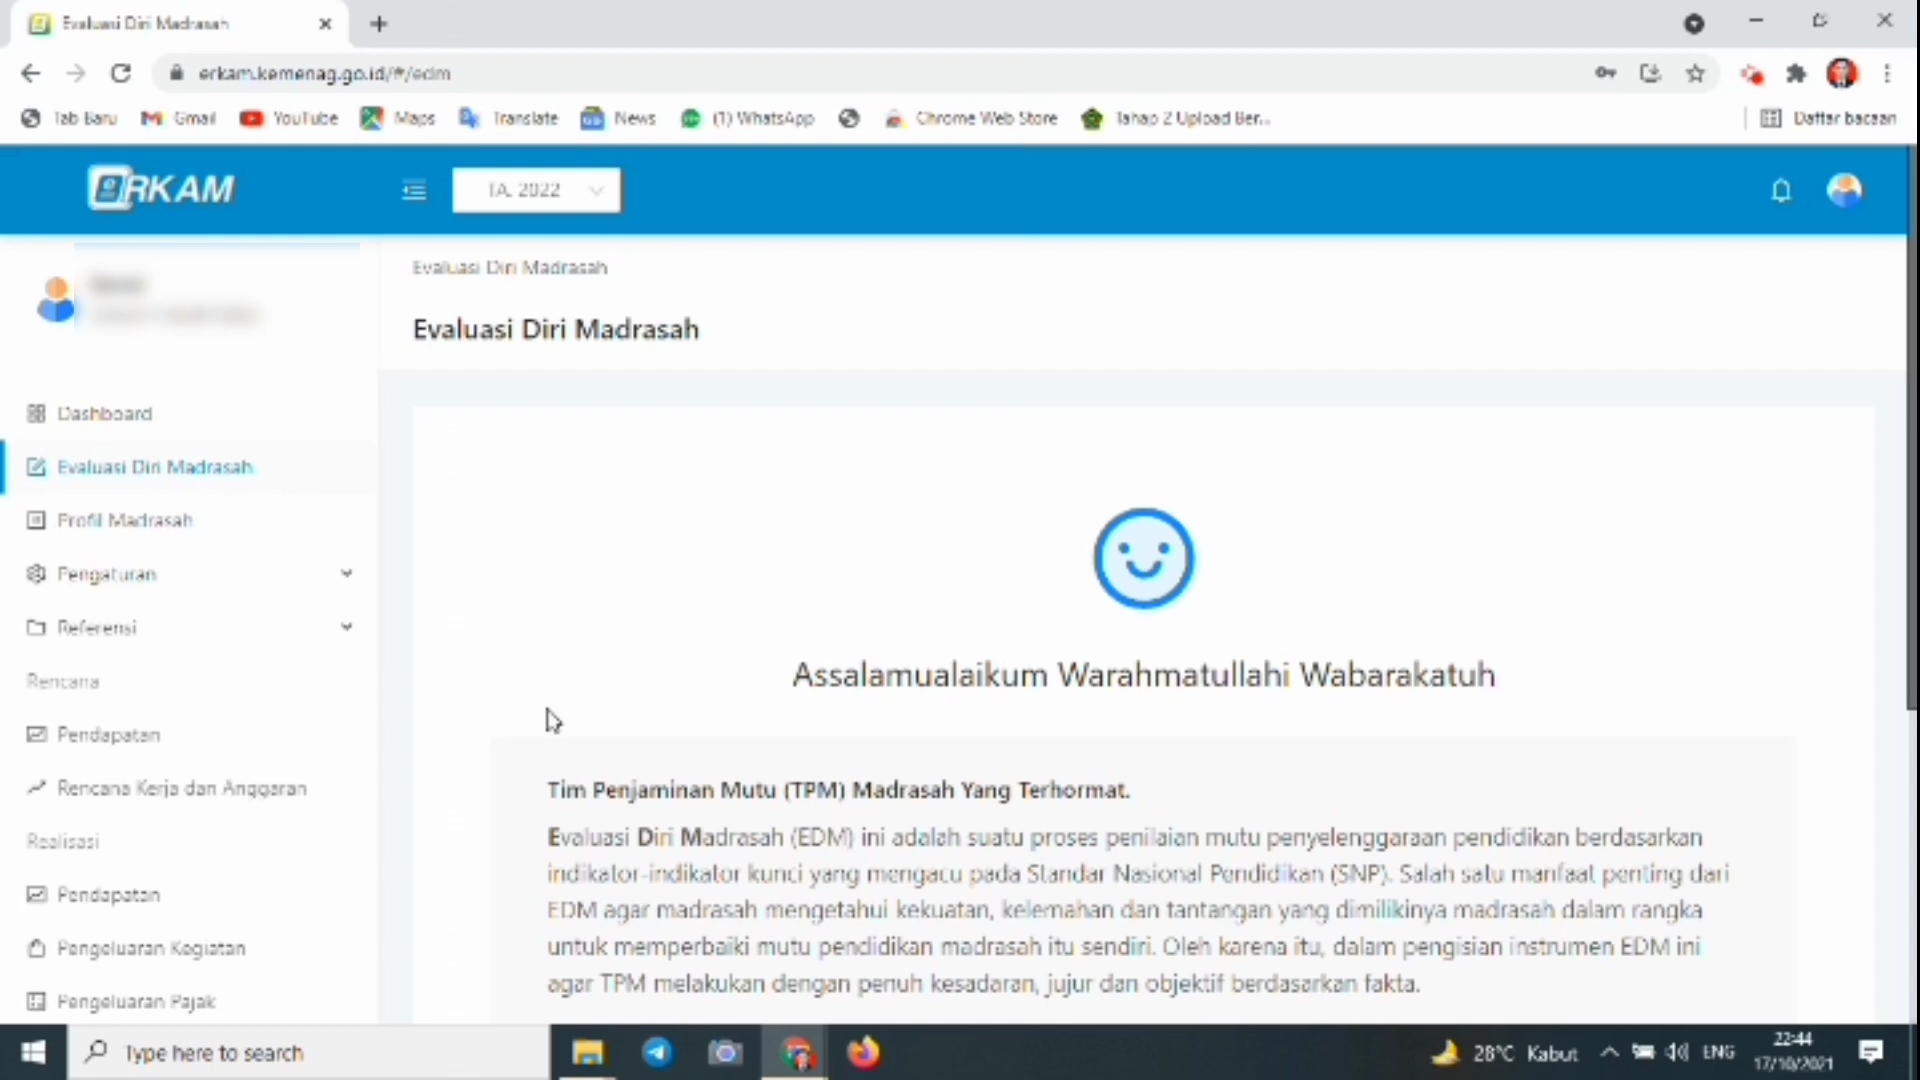 Evaluasi Diri Madrasah
erkam.kemenag.go.id/#/edm
Tab Baru Gmail YouTube Maps Translate News (1) WhatsApp Chrome Web Store Tahap 2 Upload Ber... Daftar bacaan
eRKAM TA. 2022
Evaluasi Diri Madrasah
Evaluasi Diri Madrasah
Dashboard
Evaluasi Diri Madrasah
Profil Madrasah
Pengaturan
Referensi
Rencana
Pendapatan
Rencana Kerja dan Anggaran
Realisasi
Pendapatan
Pengeluaran Kegiatan
Pengeluaran Pajak
Assalamualaikum Warahmatullahi Wabarakatuh
Tim Penjaminan Mutu (TPM) Madrasah Yang Terhormat.
Evaluasi Diri Madrasah (EDM) ini adalah suatu proses penilaian mutu penyelenggaraan pendidikan berdasarkan
indikator-indikator kunci yang mengacu pada Standar Nasional Pendidikan (SNP). Salah satu manfaat penting dari
EDM agar madrasah mengetahui kekuatan, kelemahan dan tantangan yang dimilikinya madrasah dalam rangka
untuk memperbaiki mutu pendidikan madrasah itu sendiri. Oleh karena itu, dalam pengisian instrumen EDM ini
agar TPM melakukan dengan penuh kesadaran, jujur dan objektif berdasarkan fakta.
Type here to search
28°C Kabut ENG
22:44
17/10/2021